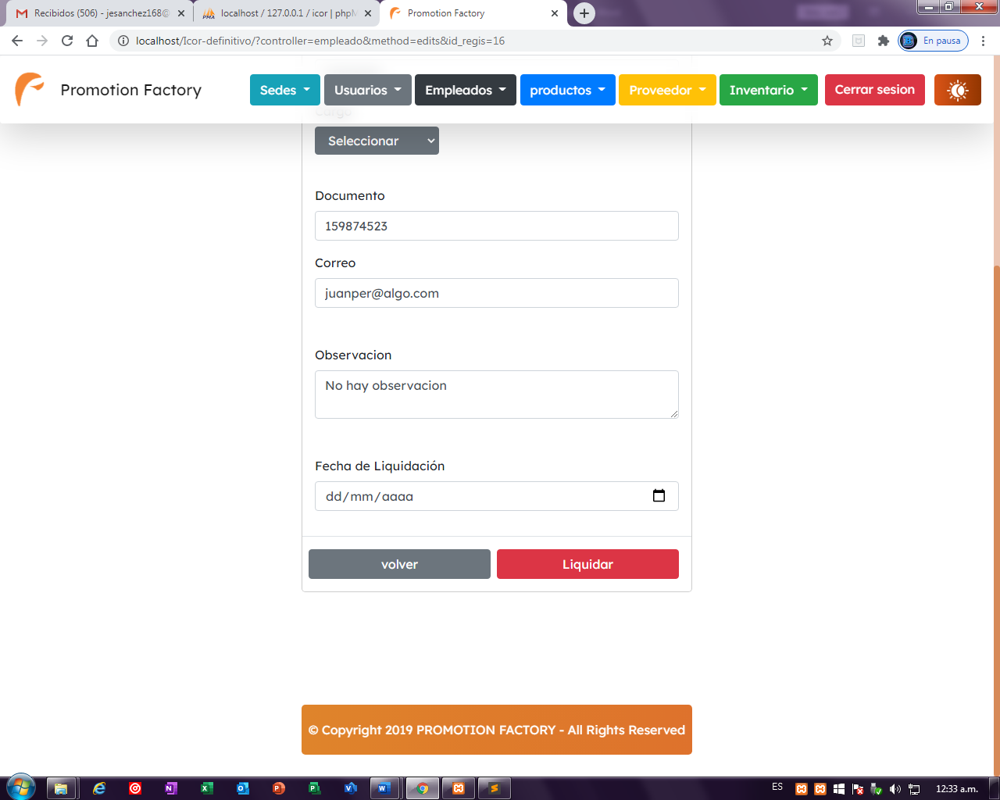 Recibidos (506) - jesanchez168@
localhost / 127.0.0.1 / icor | phpM
Promotion Factory
localhost/Icor-definitivo/?controller=empleado&method=edits&id_regis=16
En pausa
Promotion Factory
Sedes
Usuarios
Empleados
productos
Proveedor
Inventario
Cerrar sesion
Cargo
Seleccionar
Documento
159874523
Correo
juanper@algo.com
Observacion
No hay observacion
Fecha de Liquidación
dd/mm/aaaa
volver
Liquidar
© Copyright 2019 PROMOTION FACTORY - All Rights Reserved
ES
12:33 a.m.